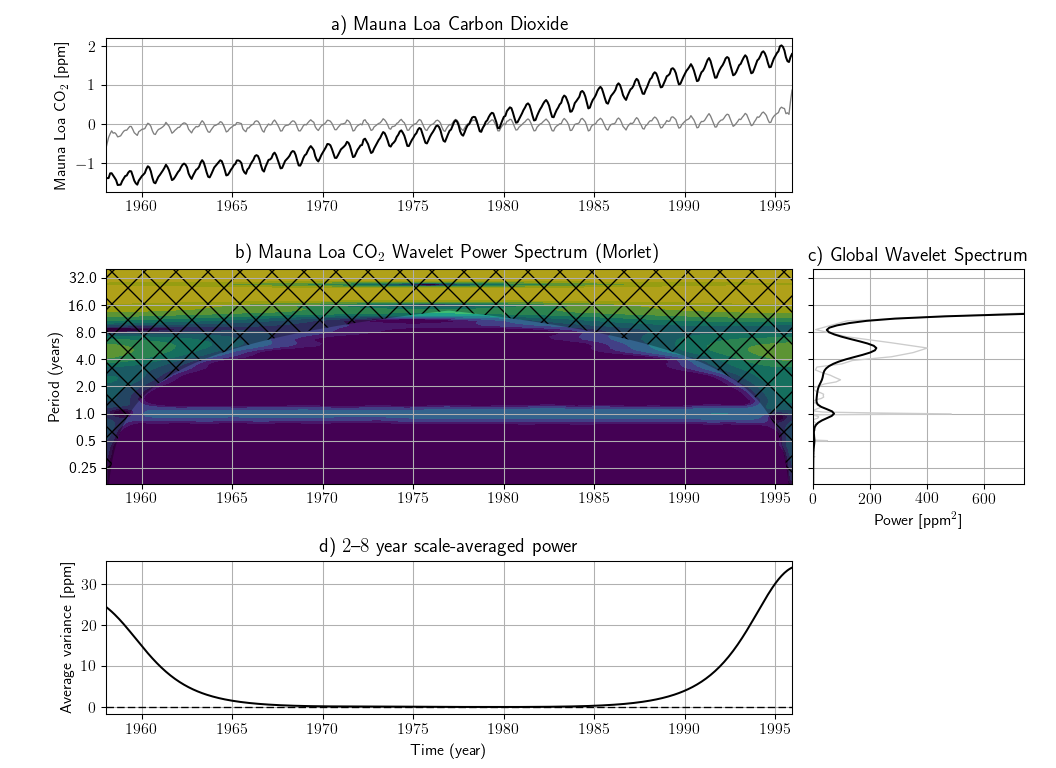 a) Mauna Loa Carbon Dioxide
Mauna Loa CO₂ [ppm]
2
1
0
−1
1960 1965 1970 1975 1980 1985 1990 1995
b) Mauna Loa CO₂ Wavelet Power Spectrum (Morlet)
Period (years)
32.0
16.0
8.0
4.0
2.0
1.0
0.5
0.25
1960 1965 1970 1975 1980 1985 1990 1995
c) Global Wavelet Spectrum
0 200 400 600
Power [ppm²]
d) 2–8 year scale-averaged power
Average variance [ppm]
30
20
10
0
1960 1965 1970 1975 1980 1985 1990 1995
Time (year)